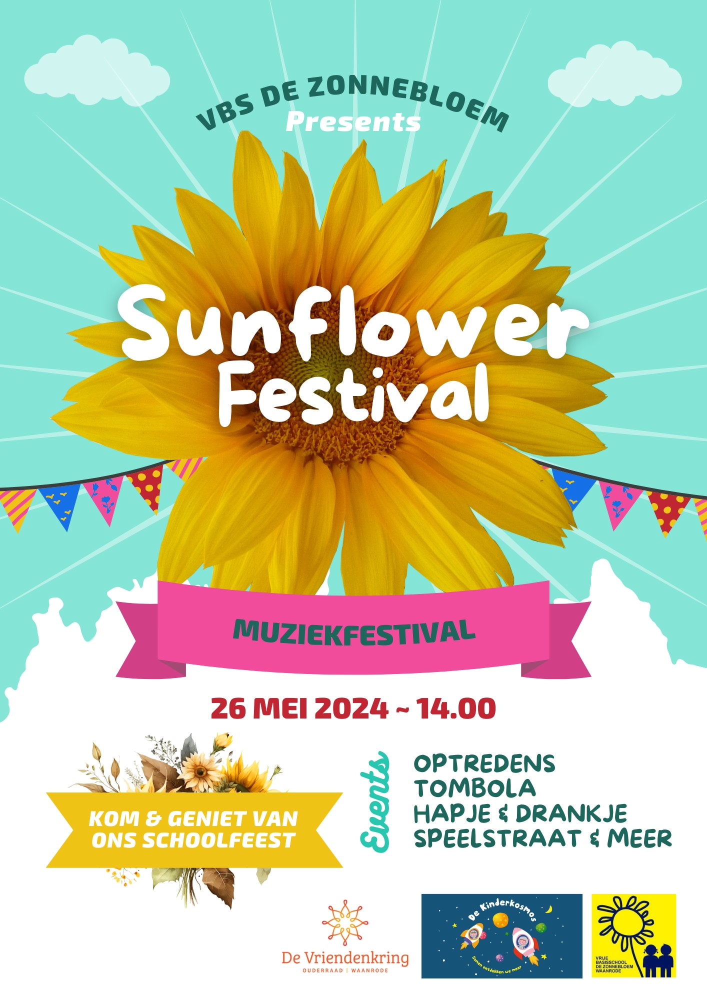 VBS DE ZONNEBLOEM
Presents
Sunflower
Festival
MUZIEKFESTIVAL
26 MEI 2024 ~ 14.00
KOM & GENIET VAN
ONS SCHOOLFEEST
Events
OPTREDENS
TOMBOLA
HAPJE & DRANKJE
SPEELSTRAAT & MEER
De Vriendenkring
OUDERRAAD | WAANRODE
De Kinderkosmos
Samen ontdekken we meer
VRIJE
BASISSCHOOL
DE ZONNEBLOEM
WAANRODE